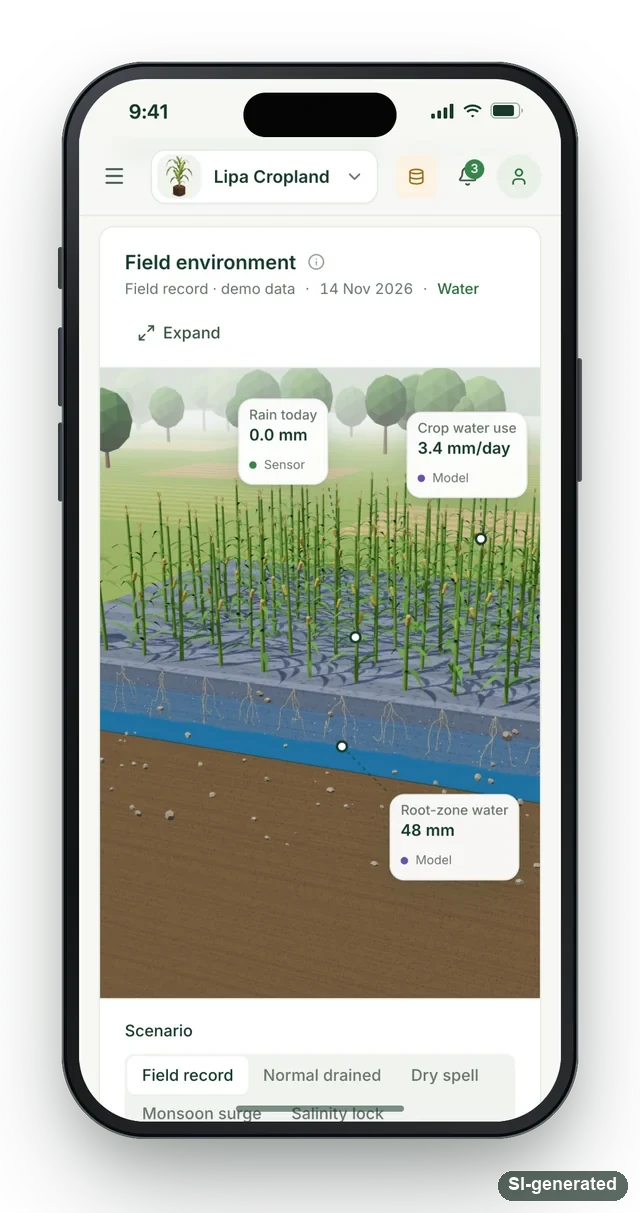 9:41
Lipa Cropland
3
Field environment
Field record · demo data · 14 Nov 2026 · Water
Expand
Rain today
0.0 mm
Sensor
Crop water use
3.4 mm/day
Model
Root-zone water
48 mm
Model
Scenario
Field record Normal drained Dry spell
Monsoon surge Salinity lock
SI-generated